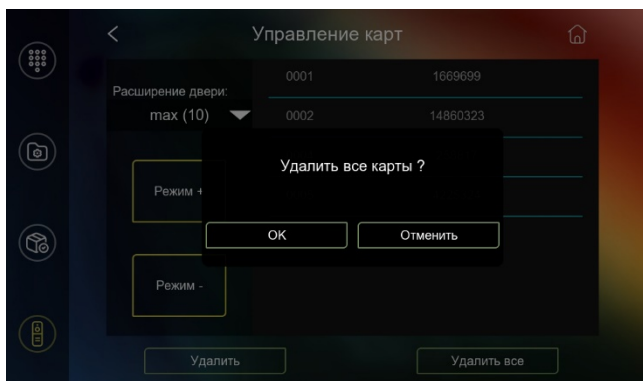 Управление карт
Расширение двери:
max (10)
0001 1669699
0002 14860323
Удалить все карты ?
Режим +
OK Отменить
Режим -
Удалить Удалить все